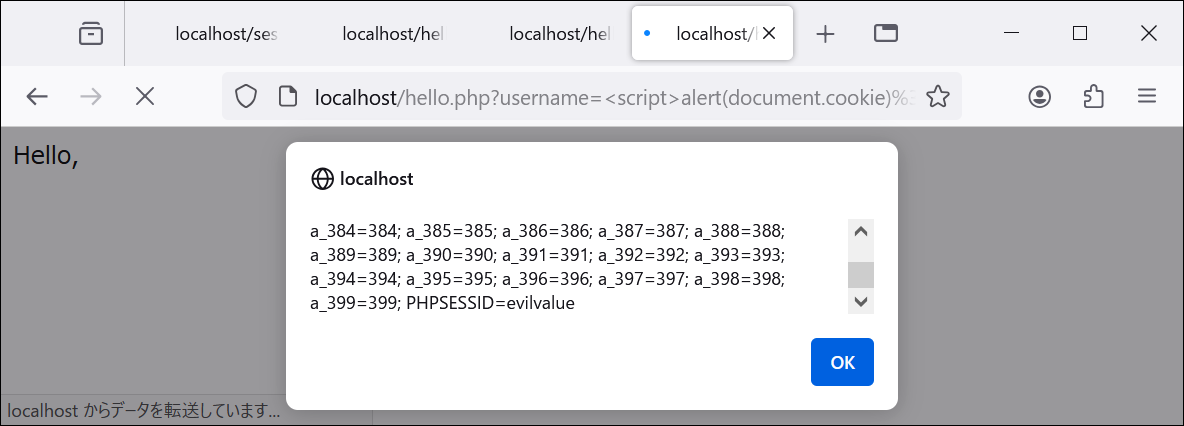 localhost/ses
localhost/hel
localhost/hel
localhost/
localhost/hello.php?username=<script>alert(document.cookie)%3
Hello,
localhost
a_384=384; a_385=385; a_386=386; a_387=387; a_388=388;
a_389=389; a_390=390; a_391=391; a_392=392; a_393=393;
a_394=394; a_395=395; a_396=396; a_397=397; a_398=398;
a_399=399; PHPSESSID=evilvalue
OK
localhost からデータを転送しています...